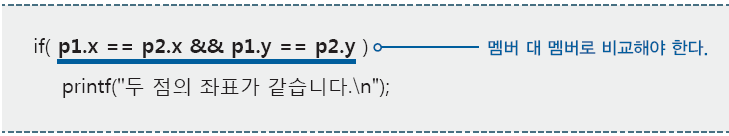 if( p1.x == p2.x && p1.y == p2.y ) 멤버 대 멤버로 비교해야 한다.
printf("두 점의 좌표가 같습니다.\n");